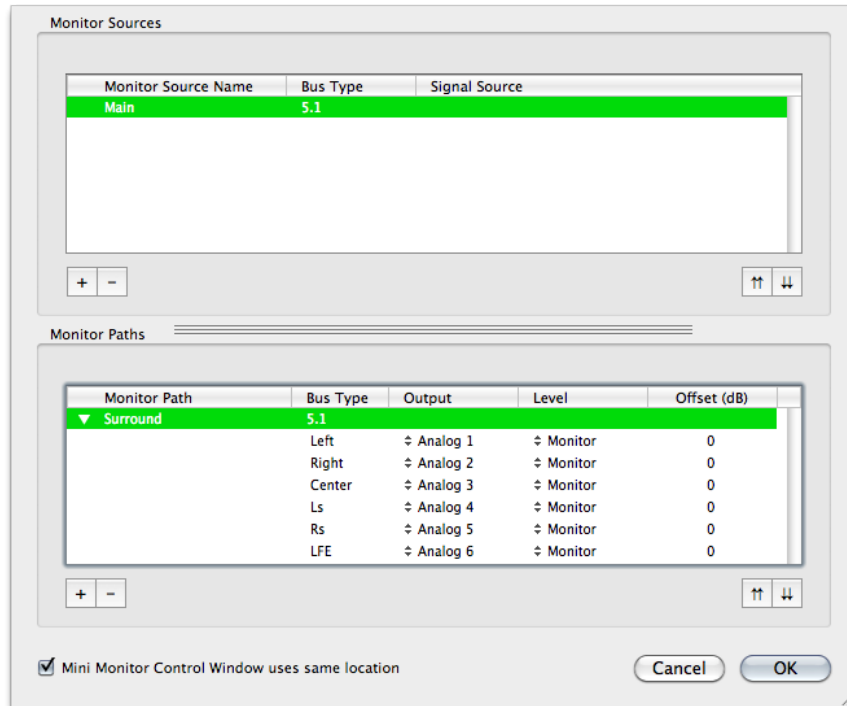 Monitor Sources
Monitor Source Name Bus Type Signal Source
Main 5.1
+ −
Monitor Paths
Monitor Path Bus Type Output Level Offset (dB)
Surround 5.1
Left Analog 1 Monitor 0
Right Analog 2 Monitor 0
Center Analog 3 Monitor 0
Ls Analog 4 Monitor 0
Rs Analog 5 Monitor 0
LFE Analog 6 Monitor 0
+ −
Mini Monitor Control Window uses same location
Cancel OK